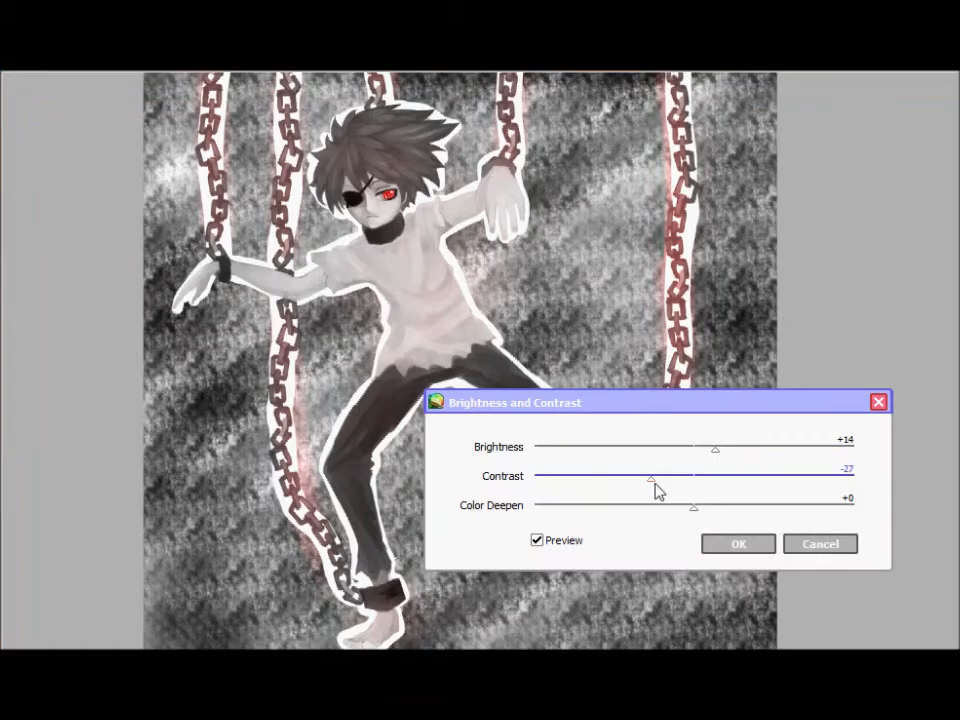 Brightness and Contrast
Brightness +14
Contrast -27
Color Deepen +0
Preview OK Cancel